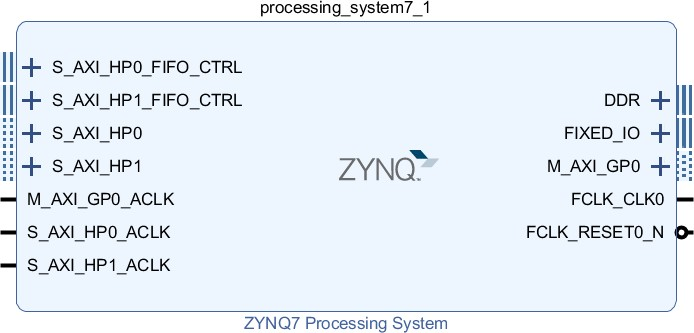 processing_system7_1
S_AXI_HP0_FIFO_CTRL
S_AXI_HP1_FIFO_CTRL
S_AXI_HP0
S_AXI_HP1
M_AXI_GP0_ACLK
S_AXI_HP0_ACLK
S_AXI_HP1_ACLK
ZYNQ
DDR
FIXED_IO
M_AXI_GP0
FCLK_CLK0
FCLK_RESET0_N
ZYNQ7 Processing System